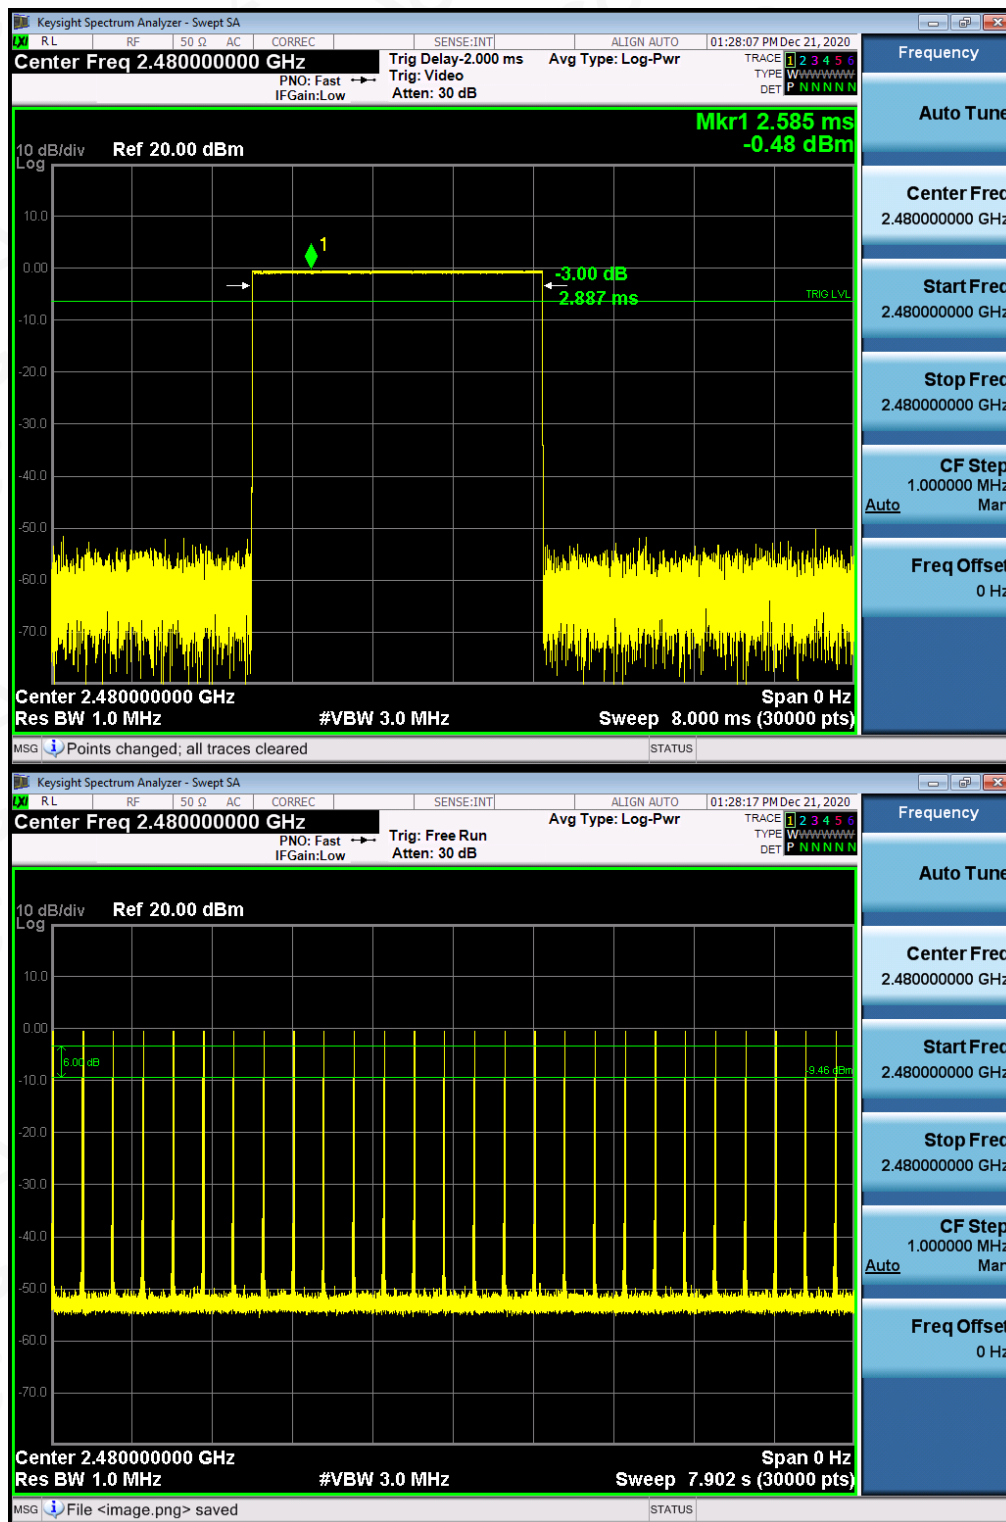 Keysight Spectrum Analyzer - Swept SA
LXI RL RF 50 Ω AC CORREC SENSE:INT ALIGN AUTO 01:28:07 PM Dec 21, 2020
Center Freq 2.480000000 GHz
PNO: Fast
IFGain:Low
Trig Delay-2.000 ms
Trig: Video
Atten: 30 dB
Avg Type: Log-Pwr
TRACE 1 2 3 4 5 6
TYPE WWWWWW
DET P N N N N N
Mkr1 2.585 ms
-0.48 dBm
10 dB/div Ref 20.00 dBm
Log
10.0
0.00
-10.0
-20.0
-30.0
-40.0
-50.0
-60.0
-70.0
1
-3.00 dB
2.887 ms
TRIG LVL
Center 2.480000000 GHz Span 0 Hz
Res BW 1.0 MHz #VBW 3.0 MHz Sweep 8.000 ms (30000 pts)
MSG Points changed; all traces cleared STATUS
Frequency
Auto Tune
Center Freq
2.480000000 GHz
Start Freq
2.480000000 GHz
Stop Freq
2.480000000 GHz
CF Step
1.000000 MHz
Auto Man
Freq Offset
0 Hz
Keysight Spectrum Analyzer - Swept SA
LXI RL RF 50 Ω AC CORREC SENSE:INT ALIGN AUTO 01:28:17 PM Dec 21, 2020
Center Freq 2.480000000 GHz
PNO: Fast
IFGain:Low
Trig: Free Run
Atten: 30 dB
Avg Type: Log-Pwr
TRACE 1 2 3 4 5 6
TYPE WWWWWW
DET P N N N N N
10 dB/div Ref 20.00 dBm
Log
10.0
0.00
-10.0
-20.0
-30.0
-40.0
-50.0
-60.0
-70.0
6.00 dB
-9.46 dBm
Center 2.480000000 GHz Span 0 Hz
Res BW 1.0 MHz #VBW 3.0 MHz Sweep 7.902 s (30000 pts)
MSG File <image.png> saved STATUS
Frequency
Auto Tune
Center Freq
2.480000000 GHz
Start Freq
2.480000000 GHz
Stop Freq
2.480000000 GHz
CF Step
1.000000 MHz
Auto Man
Freq Offset
0 Hz